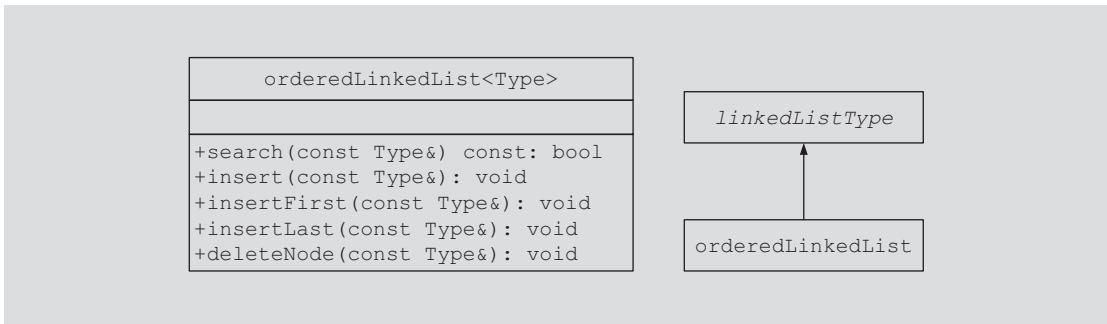 orderedLinkedList<Type>
+search(const Type&) const: bool
+insert(const Type&): void
+insertFirst(const Type&): void
+insertLast(const Type&): void
+deleteNode(const Type&): void
linkedListType
orderedLinkedList